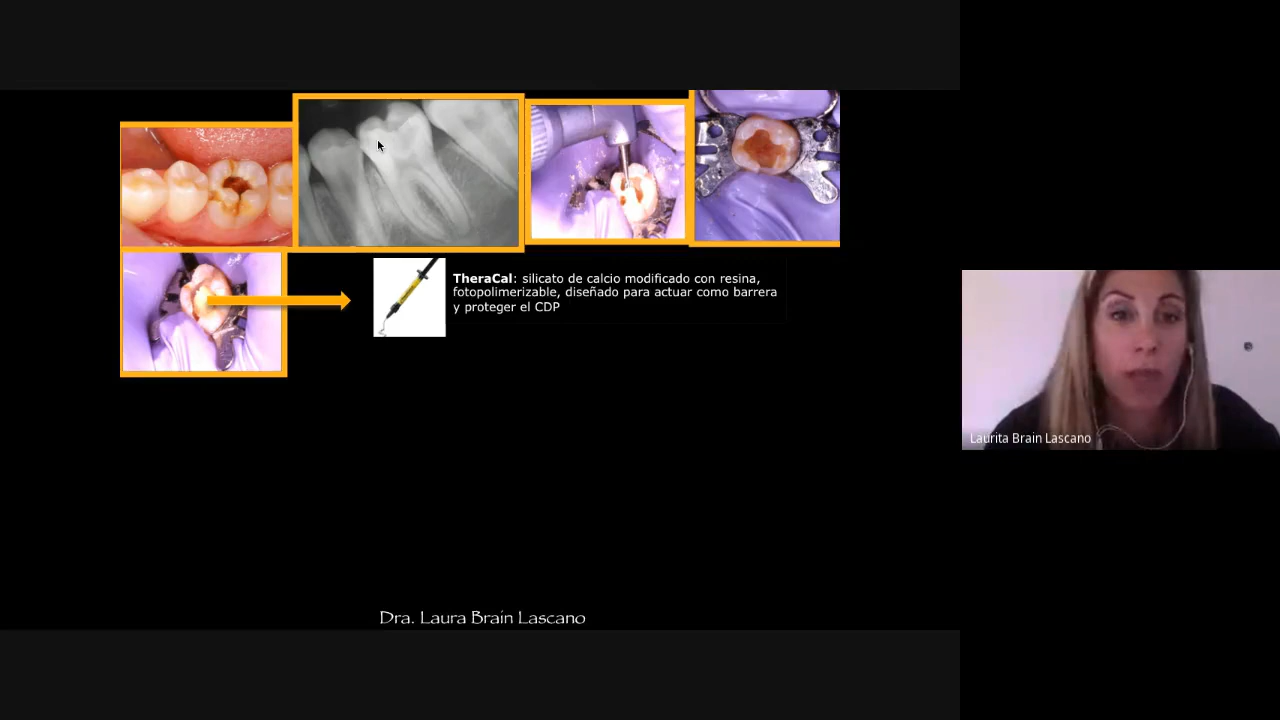 TheraCal: silicato de calcio modificado con resina,
fotopolimerizable, diseñado para actuar como barrera
y proteger el CDP
Laurita Brain Lascano
Dra. Laura Brain Lascano